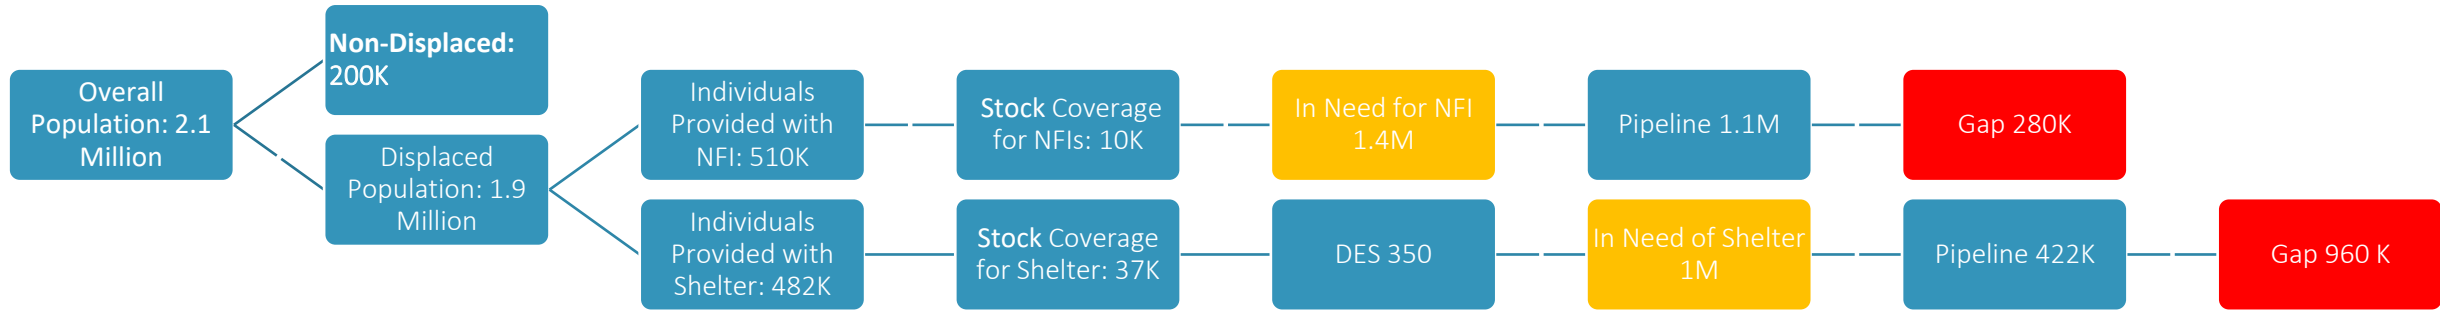 Overall
Population: 2.1
Million
Non-Displaced:
200K
Displaced
Population: 1.9
Million
Individuals
Provided with
NFI: 510K
Stock Coverage
for NFIs: 10K
In Need for NFI
1.4M
Pipeline 1.1M
Gap 280K
Individuals
Provided with
Shelter: 482K
Stock Coverage
for Shelter: 37K
DES 350
In Need of Shelter
1M
Pipeline 422K
Gap 960 K